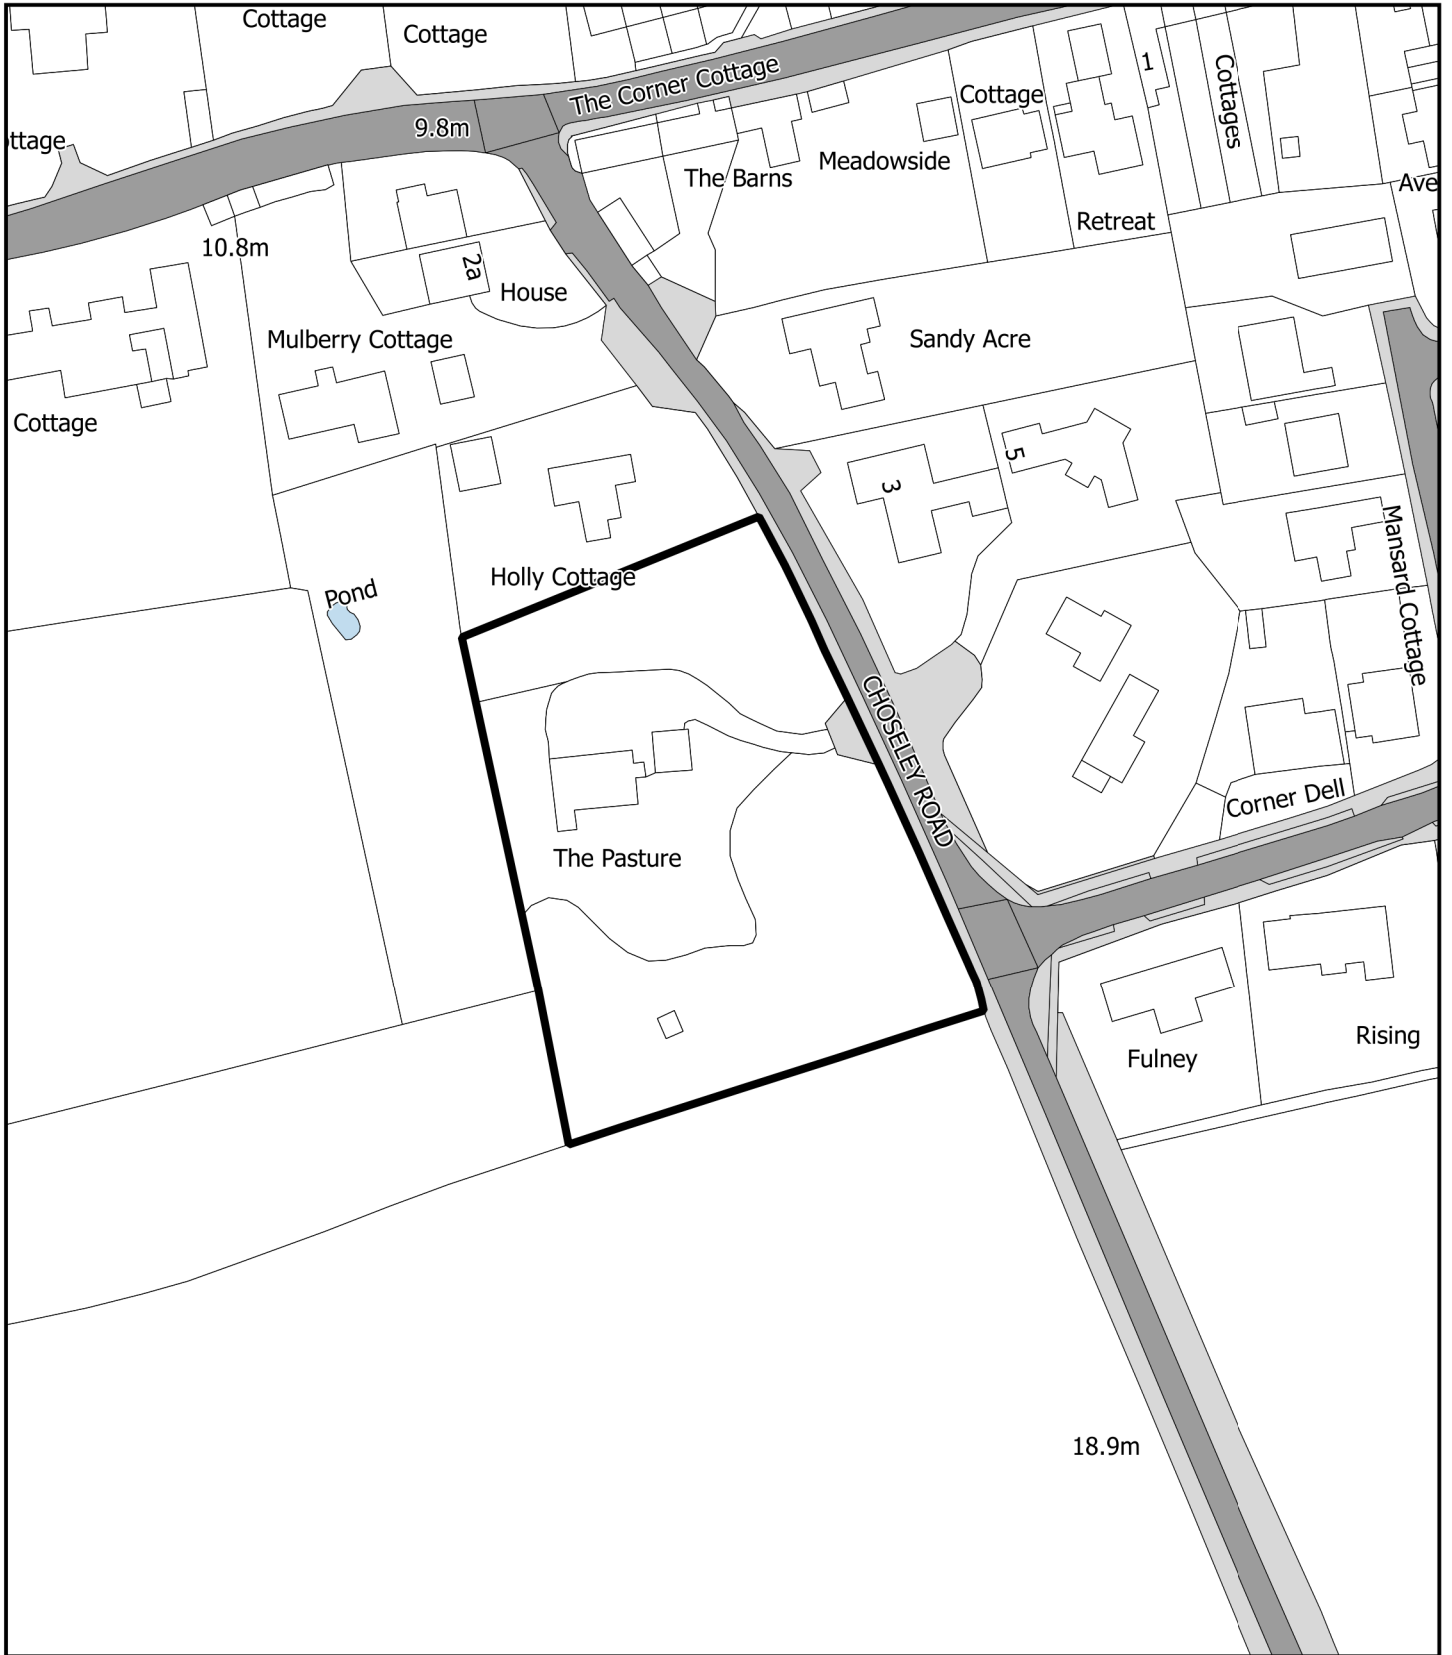 Cottage
Cottage
The Corner Cottage
1
Cottages
Cottage
9.8m
ttage
Meadowside
The Barns
Ave
Retreat
10.8m
2a
House
Mulberry Cottage
Sandy Acre
Cottage
5
3
Mansard Cottage
Holly Cottage
Pond
CHOSELEY ROAD
Corner Dell
The Pasture
Rising
Fulney
18.9m